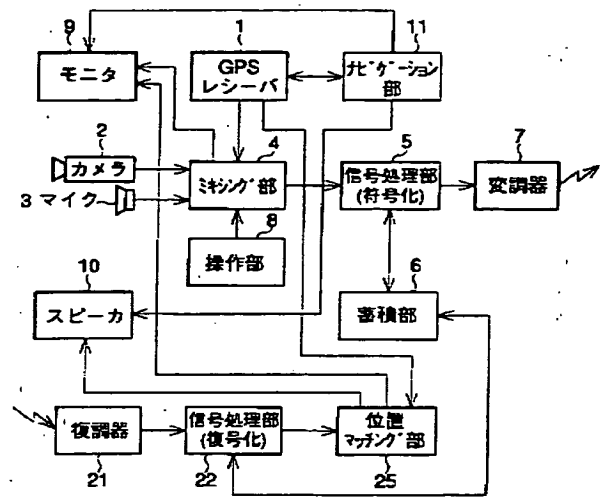 9
モニタ
1
GPS
レシーバ
11
ナビゲーション
部
2
カメラ
3 マイク
4
ミキシング部
5
信号処理部
(符号化)
7
変調器
8
操作部
10
スピーカ
6
蓄積部
復調器
21
信号処理部
(復号化)
22
位置
マッチング部
25